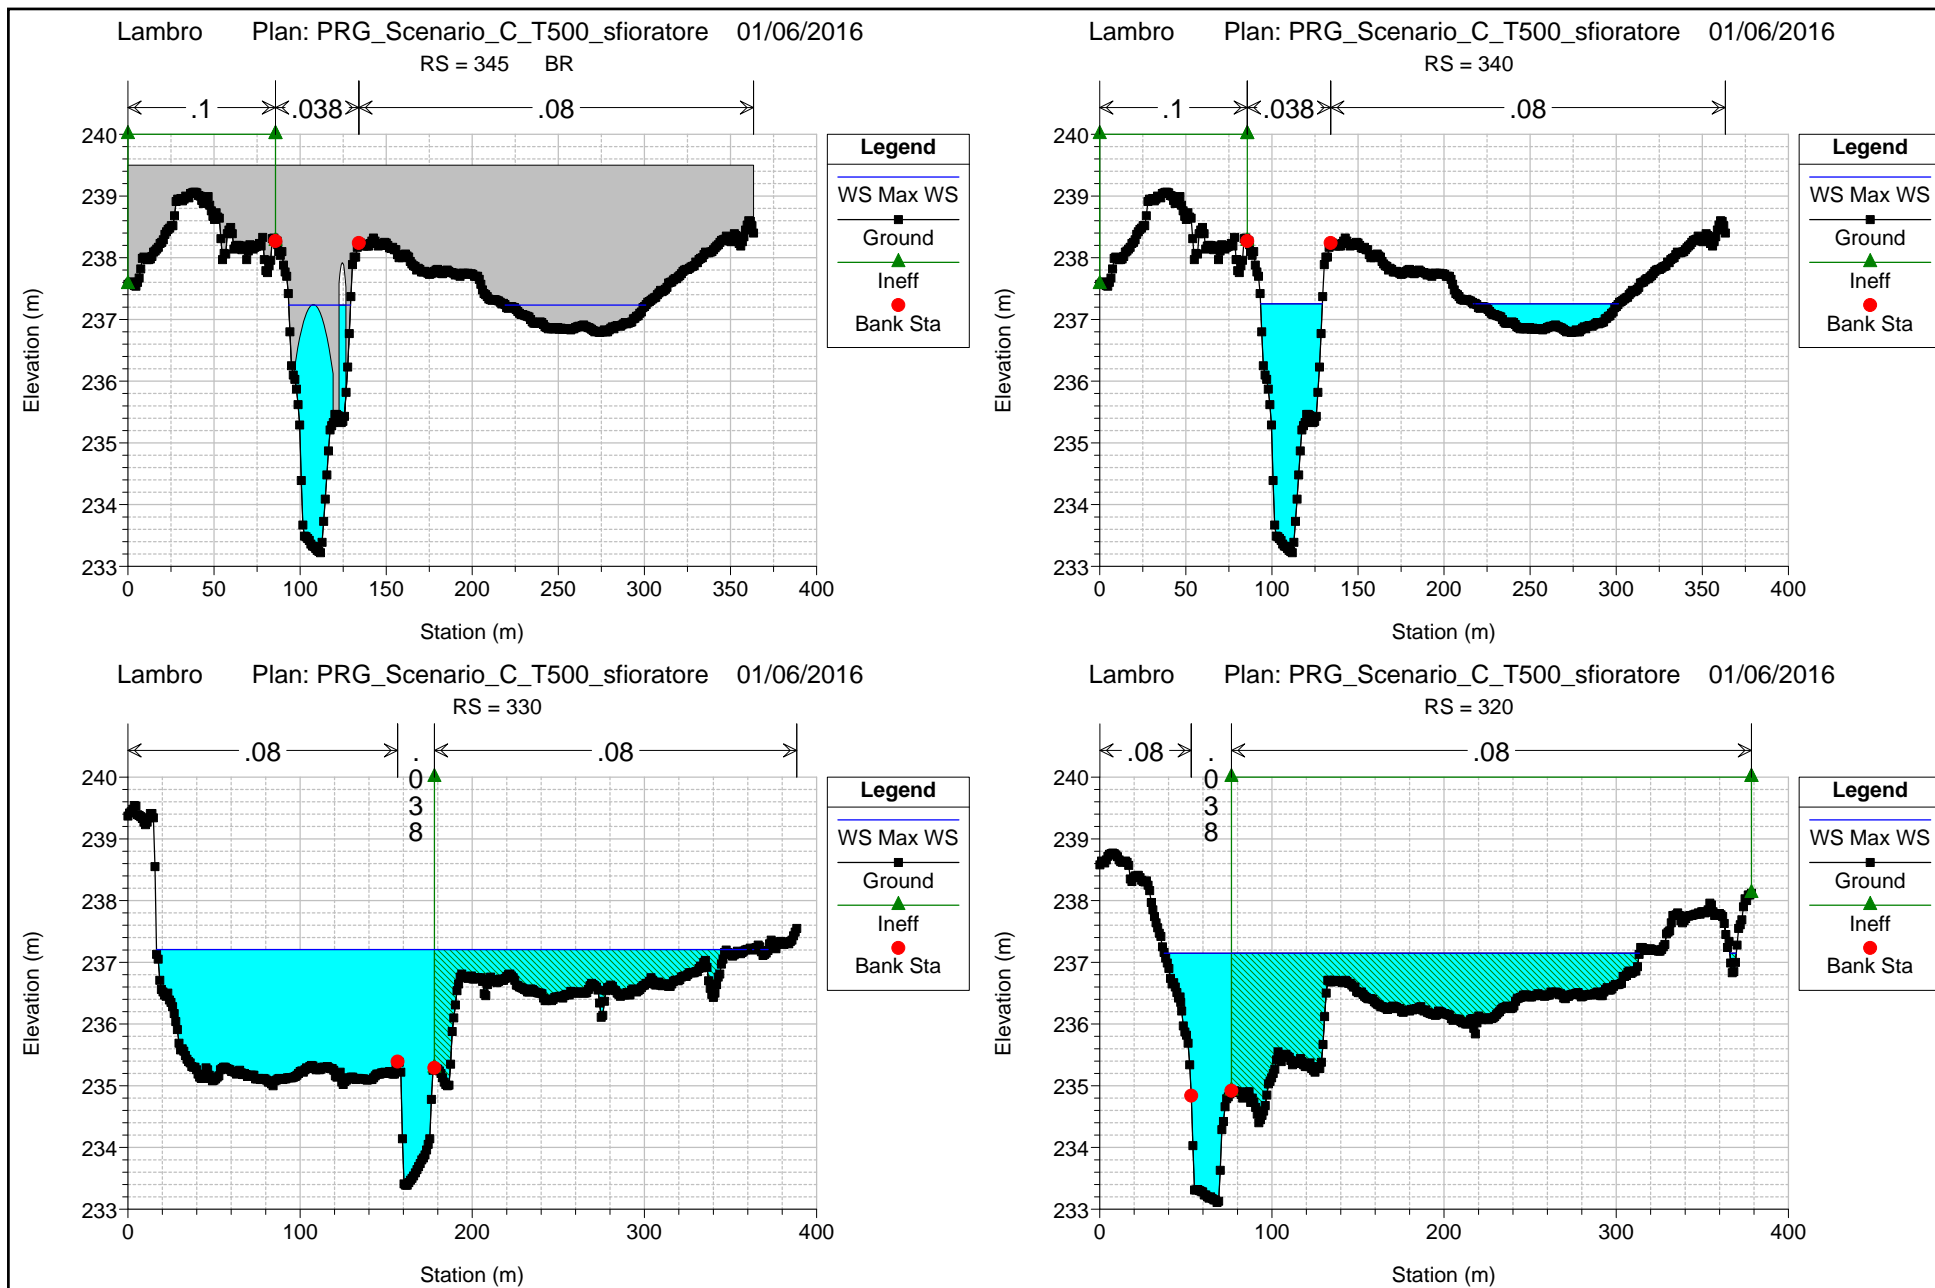 Lambro Plan: PRG_Scenario_C_T500_sfioratore 01/06/2016
RS = 345 BR
.1 .038 .08
240
239
238
237
236
235
234
233
0 50 100 150 200 250 300 350 400
Station (m)
Elevation (m)
Legend
WS Max WS
Ground
Ineff
Bank Sta
Lambro Plan: PRG_Scenario_C_T500_sfioratore 01/06/2016
RS = 340
.1 .038 .08
240
239
238
237
236
235
234
233
0 50 100 150 200 250 300 350 400
Station (m)
Elevation (m)
Legend
WS Max WS
Ground
Ineff
Bank Sta
Lambro Plan: PRG_Scenario_C_T500_sfioratore 01/06/2016
RS = 330
.08 .038 .08
240
239
238
237
236
235
234
233
0 100 200 300 400
Station (m)
Elevation (m)
Legend
WS Max WS
Ground
Ineff
Bank Sta
Lambro Plan: PRG_Scenario_C_T500_sfioratore 01/06/2016
RS = 320
.08 .038 .08
240
239
238
237
236
235
234
233
0 100 200 300 400
Station (m)
Elevation (m)
Legend
WS Max WS
Ground
Ineff
Bank Sta